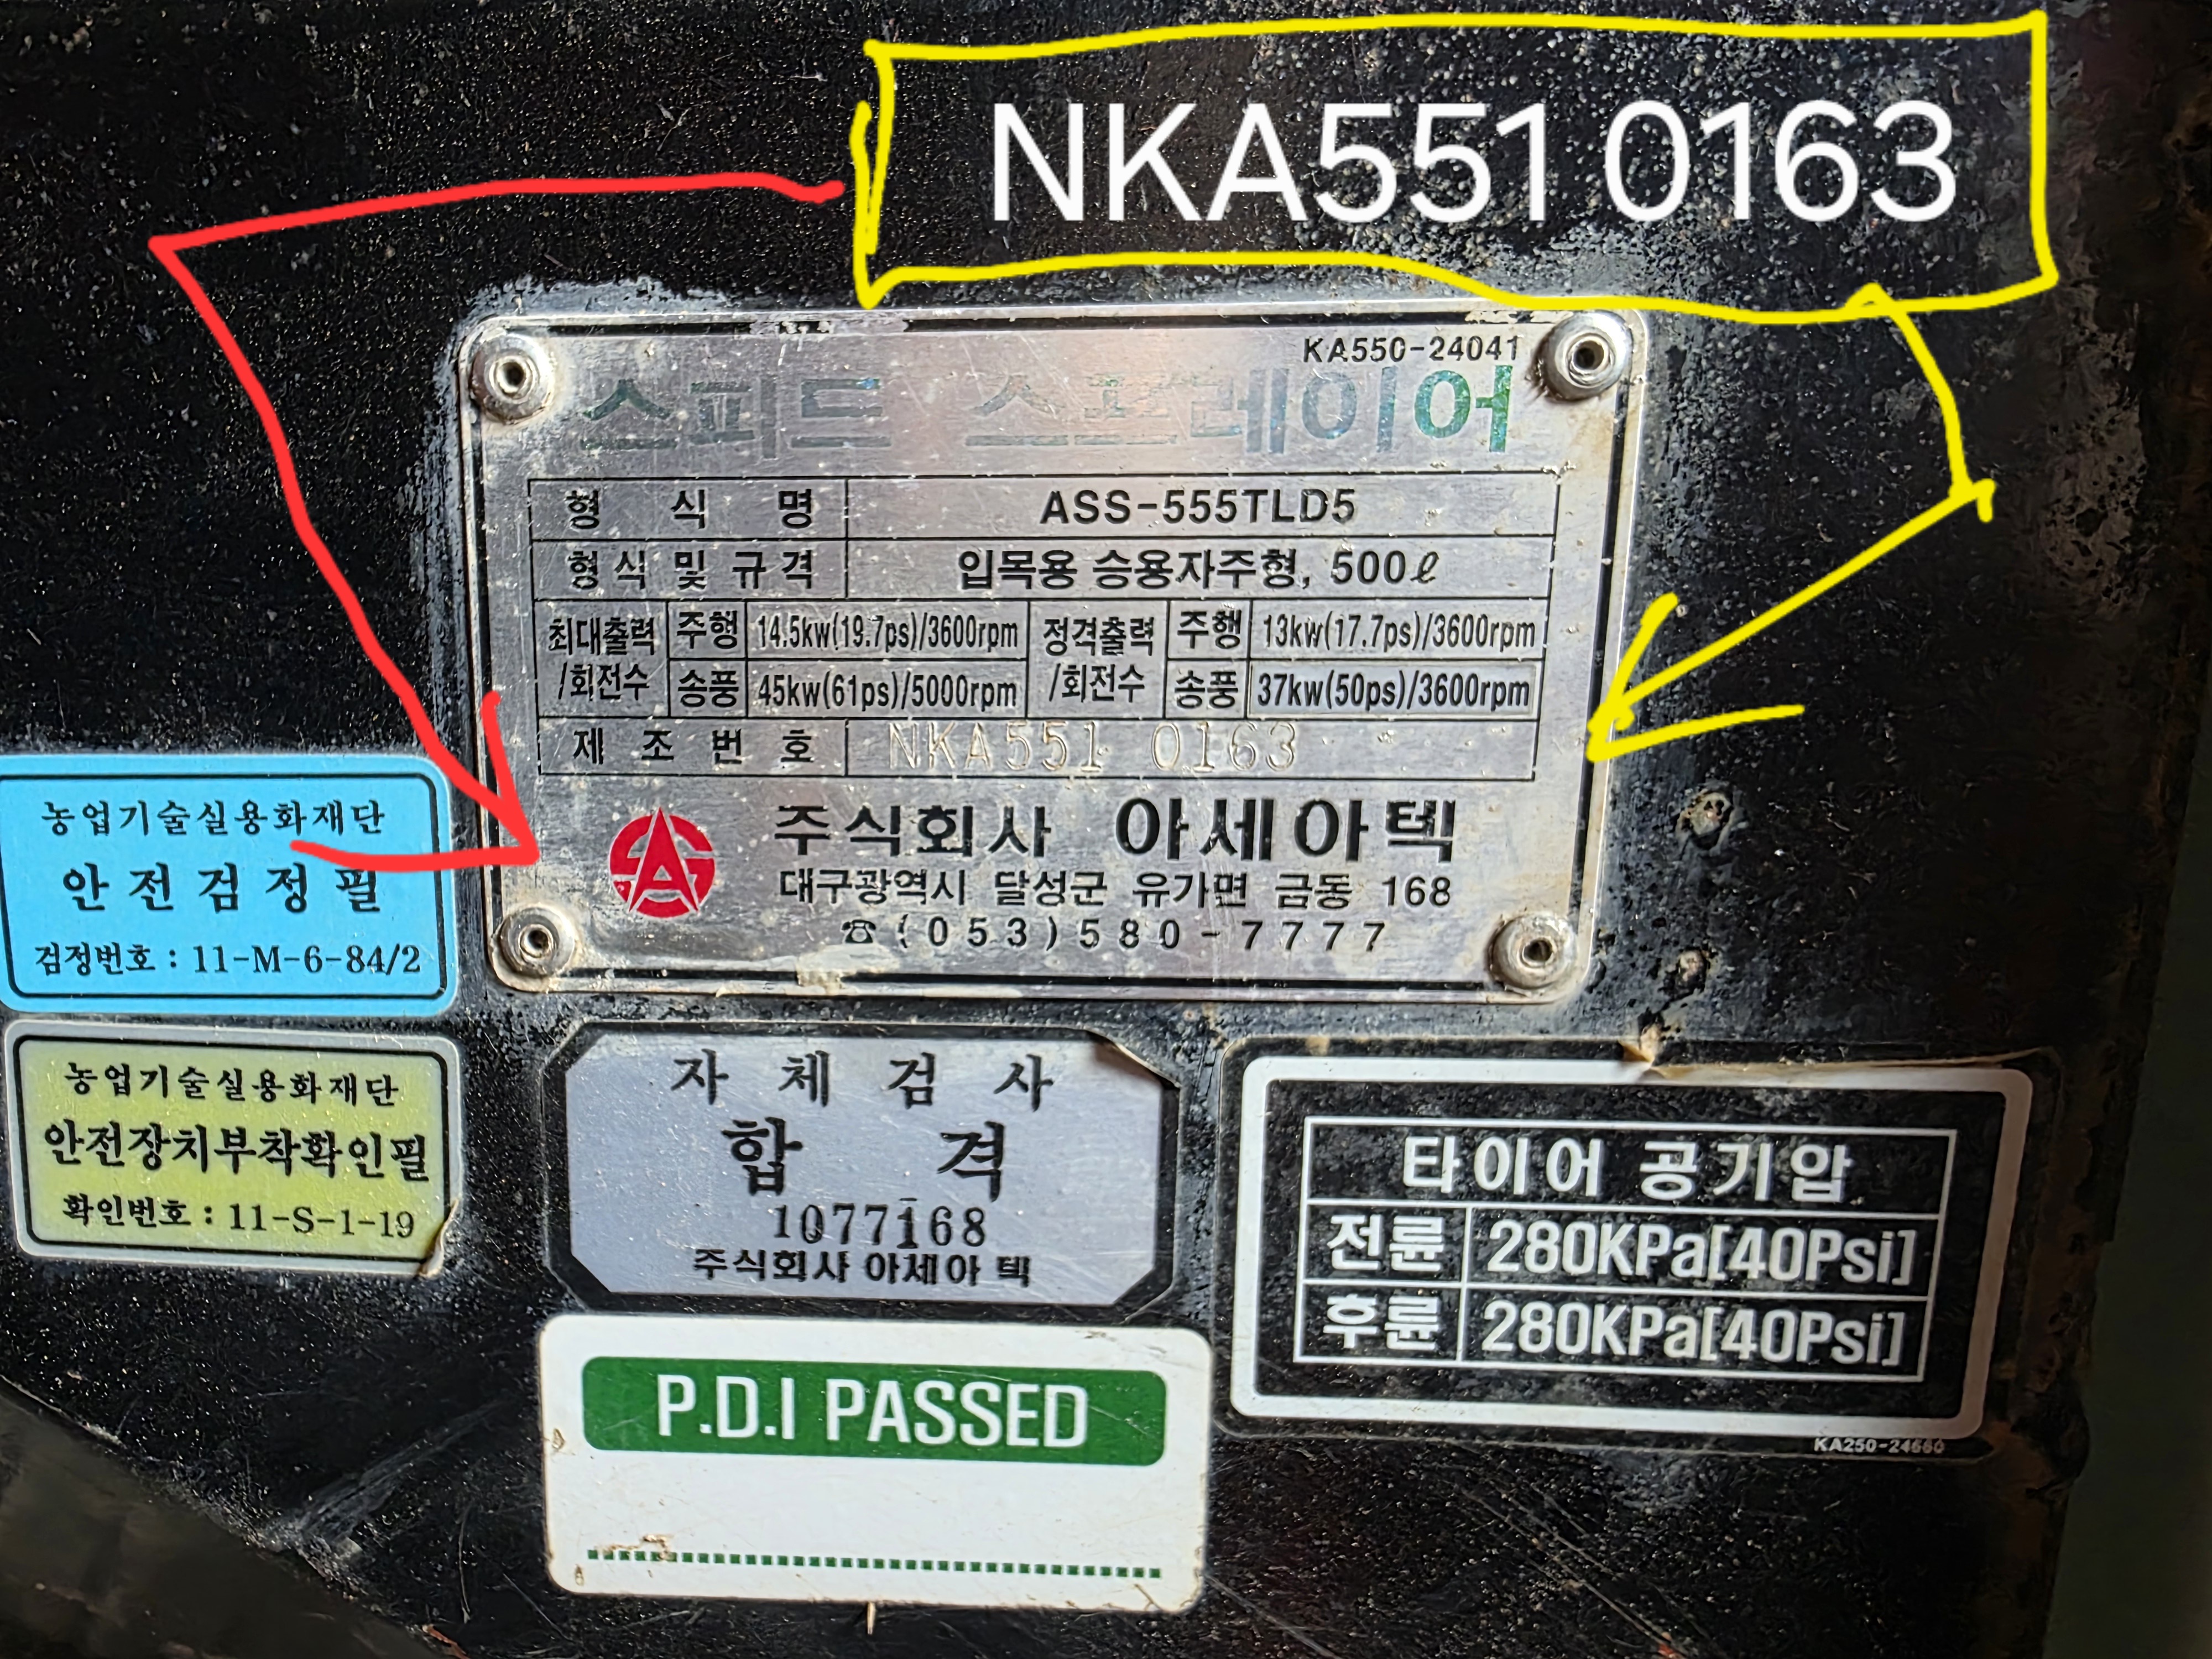 NKA551 0163
KA550-24041
스피드 스프레이어
형 식 명 ASS-555TLD5
형식 및 규격 입목용 승용자주형, 500ℓ
최대출력/회전수 주행 14.5kw(19.7ps)/3600rpm 정격출력/회전수 주행 13kw(17.7ps)/3600rpm
송풍 45kw(61ps)/5000rpm 송풍 37kw(50ps)/3600rpm
제 조 번 호 NKA551 0163
주식회사 아세아텍
대구광역시 달성군 유가면 금동 168
☎(053)580-7777
농업기술실용화재단
안전검정필
검정번호 : 11-M-6-84/2
농업기술실용화재단
안전장치부착확인필
확인번호 : 11-S-1-19
자 체 검 사
합 격
1077168
주식회사 아세아텍
타이어 공기압
전륜 280KPa[40Psi]
후륜 280KPa[40Psi]
KA250-24660
P.D.I PASSED